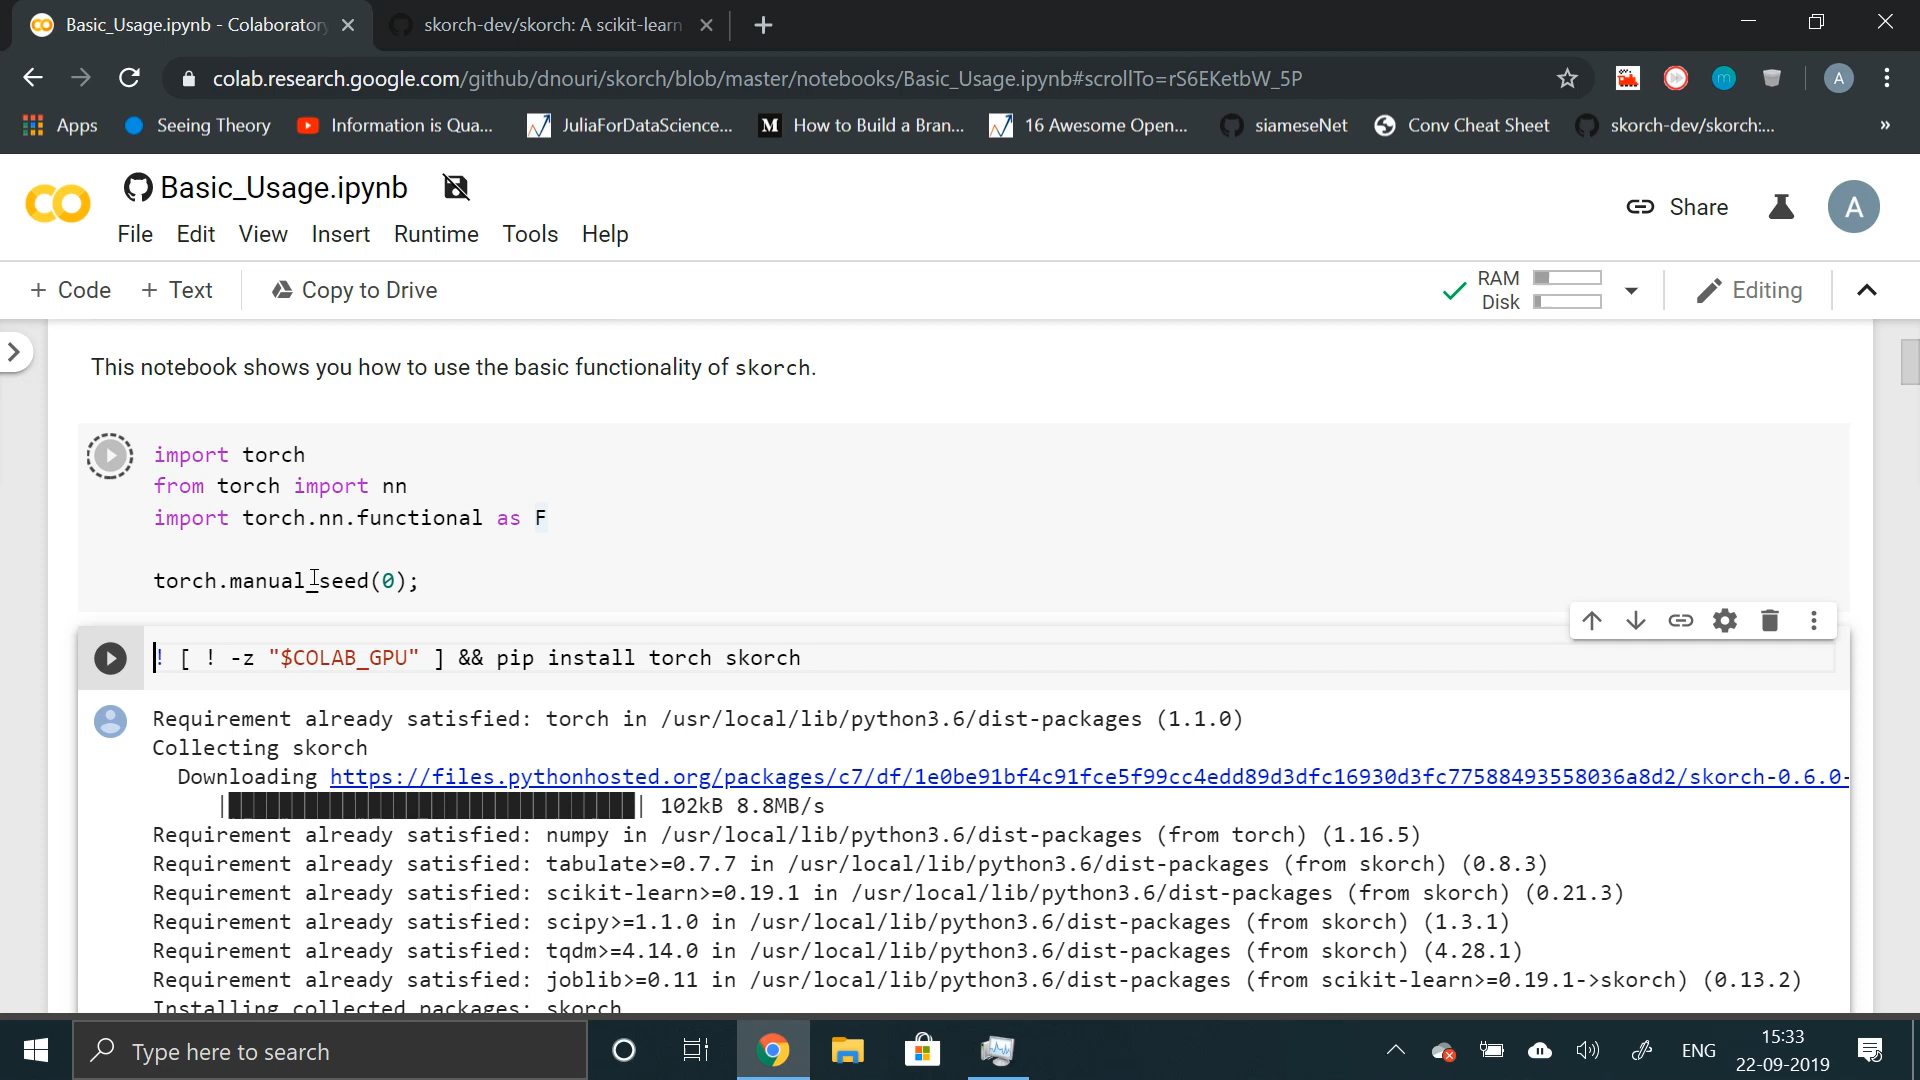 Basic_Usage.ipynb - Colaboratory
skorch-dev/skorch: A scikit-learn
colab.research.google.com/github/dnouri/skorch/blob/master/notebooks/Basic_Usage.ipynb#scrollTo=rS6EKetbW_5P
m
A
Apps
Seeing Theory
Information is Qua...
JuliaForDataScience...
M
How to Build a Bran...
16 Awesome Open...
siameseNet
Conv Cheat Sheet
skorch-dev/skorch:...
»
CO
Basic_Usage.ipynb
Share
A
File Edit View Insert Runtime Tools Help
+ Code
+ Text
Copy to Drive
RAM
Disk
Editing
This notebook shows you how to use the basic functionality of skorch.
import torch
from torch import nn
import torch.nn.functional as F
torch.manual_seed(0);
! [ ! -z "$COLAB_GPU" ] && pip install torch skorch
Requirement already satisfied: torch in /usr/local/lib/python3.6/dist-packages (1.1.0)
Collecting skorch
Downloading https://files.pythonhosted.org/packages/c7/df/1e0be91bf4c91fce5f99cc4edd89d3dfc16930d3fc77588493558036a8d2/skorch-0.6.0-
102kB 8.8MB/s
Requirement already satisfied: numpy in /usr/local/lib/python3.6/dist-packages (from torch) (1.16.5)
Requirement already satisfied: tabulate>=0.7.7 in /usr/local/lib/python3.6/dist-packages (from skorch) (0.8.3)
Requirement already satisfied: scikit-learn>=0.19.1 in /usr/local/lib/python3.6/dist-packages (from skorch) (0.21.3)
Requirement already satisfied: scipy>=1.1.0 in /usr/local/lib/python3.6/dist-packages (from skorch) (1.3.1)
Requirement already satisfied: tqdm>=4.14.0 in /usr/local/lib/python3.6/dist-packages (from skorch) (4.28.1)
Requirement already satisfied: joblib>=0.11 in /usr/local/lib/python3.6/dist-packages (from scikit-learn>=0.19.1->skorch) (0.13.2)
Installing collected packages: skorch
Type here to search
ENG
15:33
22-09-2019